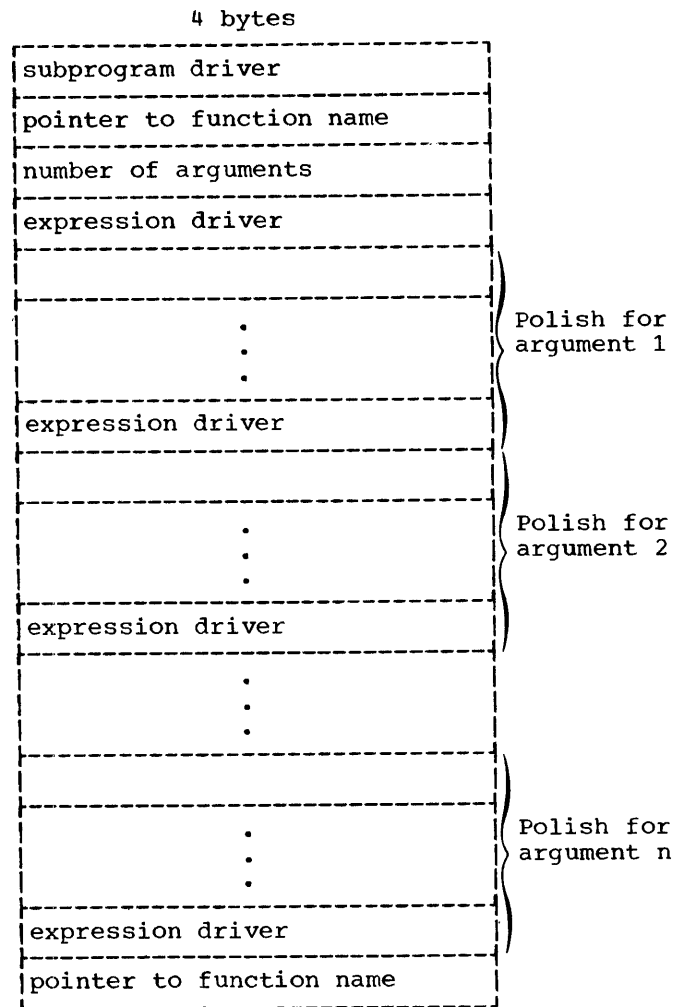 4 bytes
subprogram driver
pointer to function name
number of arguments
expression driver
Polish for
argument 1
expression driver
Polish for
argument 2
expression driver
Polish for
argument n
expression driver
pointer to function name